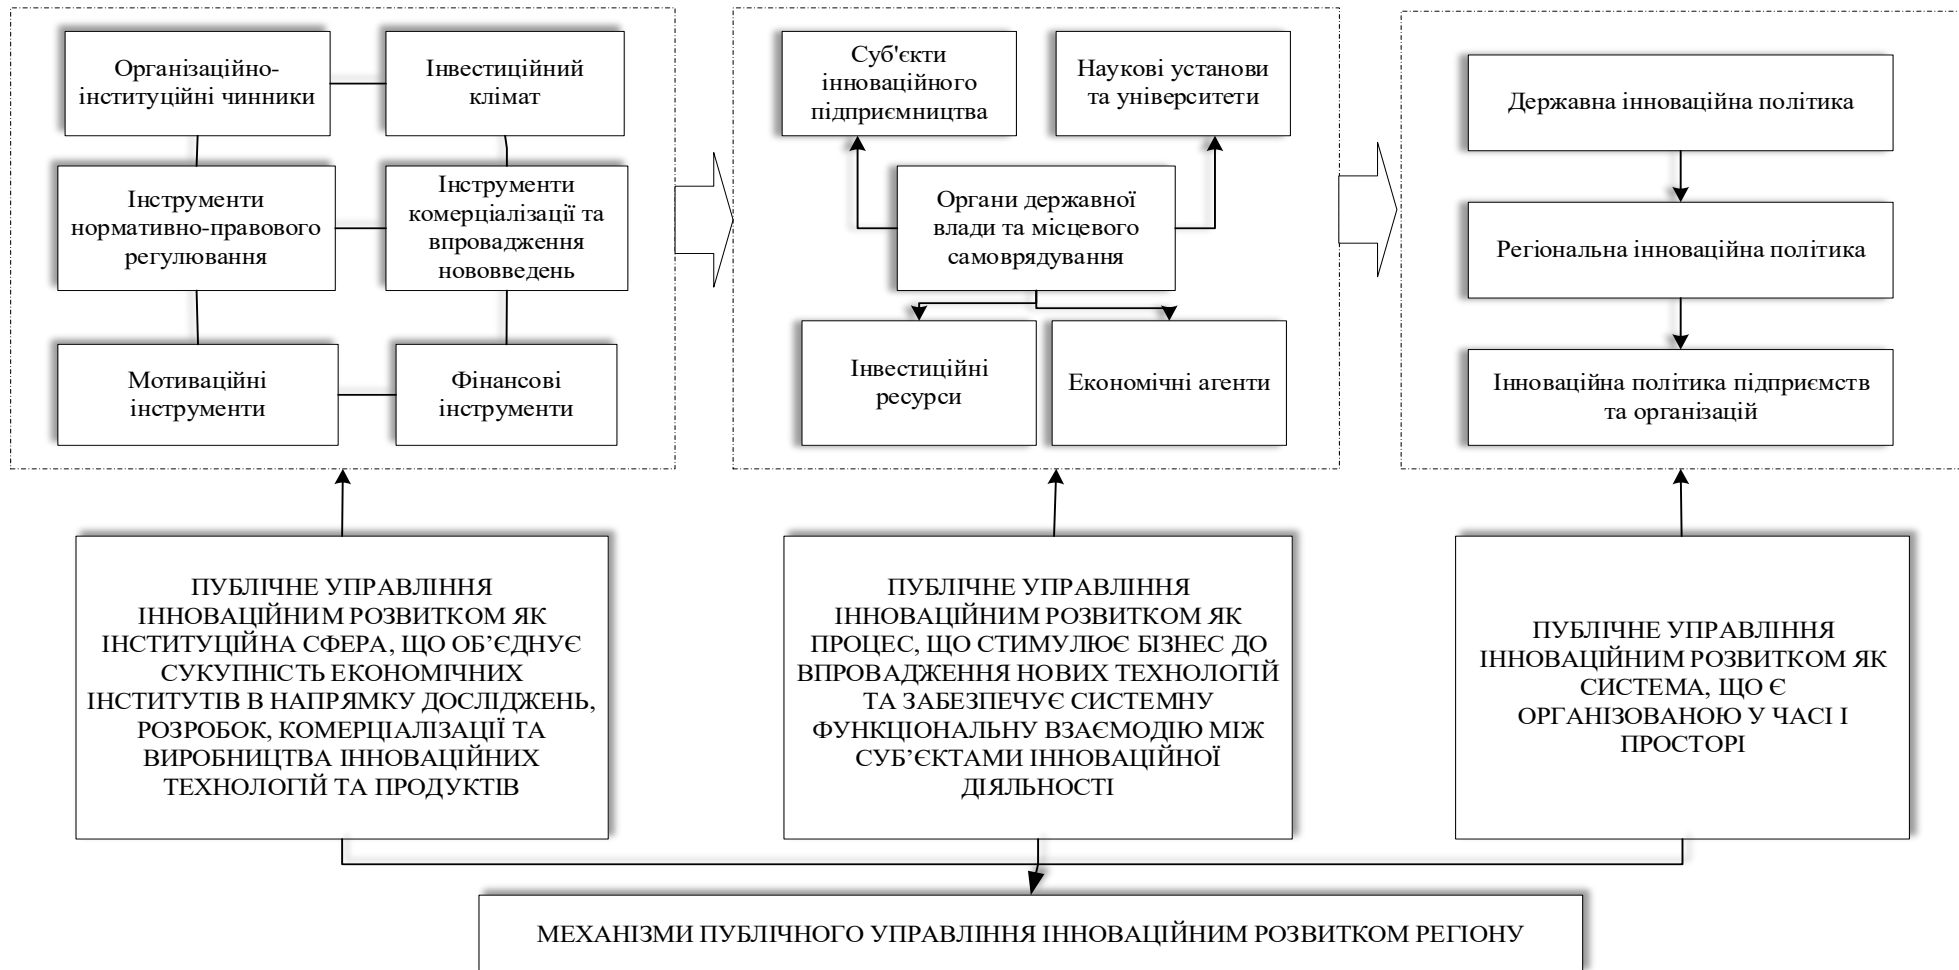 Організаційно-
інституційні чинники
Інвестиційний
клімат
Інструменти
нормативно-правового
регулювання
Інструменти
комерціалізації та
впровадження
нововведень
Мотиваційні
інструменти
Фінансові
інструменти
Суб'єкти
інноваційного
підприємництва
Наукові установи
та університети
Органи державної
влади та місцевого
самоврядування
Інвестиційні
ресурси
Економічні агенти
Державна інноваційна політика
Регіональна інноваційна політика
Інноваційна політика підприємств
та організацій
ПУБЛІЧНЕ УПРАВЛІННЯ
ІННОВАЦІЙНИМ РОЗВИТКОМ ЯК
ІНСТИТУЦІЙНА СФЕРА, ЩО ОБ’ЄДНУЄ
СУКУПНІСТЬ ЕКОНОМІЧНИХ
ІНСТИТУТІВ В НАПРЯМКУ ДОСЛІДЖЕНЬ,
РОЗРОБОК, КОМЕРЦІАЛІЗАЦІЇ ТА
ВИРОБНИЦТВА ІННОВАЦІЙНИХ
ТЕХНОЛОГІЙ ТА ПРОДУКТІВ
ПУБЛІЧНЕ УПРАВЛІННЯ
ІННОВАЦІЙНИМ РОЗВИТКОМ ЯК
ПРОЦЕС, ЩО СТИМУЛЮЄ БІЗНЕС ДО
ВПРОВАДЖЕННЯ НОВИХ ТЕХНОЛОГІЙ
ТА ЗАБЕЗПЕЧУЄ СИСТЕМНУ
ФУНКЦІОНАЛЬНУ ВЗАЄМОДІЮ МІЖ
СУБ’ЄКТАМИ ІННОВАЦІЙНОЇ
ДІЯЛЬНОСТІ
ПУБЛІЧНЕ УПРАВЛІННЯ
ІННОВАЦІЙНИМ РОЗВИТКОМ ЯК
СИСТЕМА, ЩО Є
ОРГАНІЗОВАНОЮ У ЧАСІ І
ПРОСТОРІ
МЕХАНІЗМИ ПУБЛІЧНОГО УПРАВЛІННЯ ІННОВАЦІЙНИМ РОЗВИТКОМ РЕГІОНУ